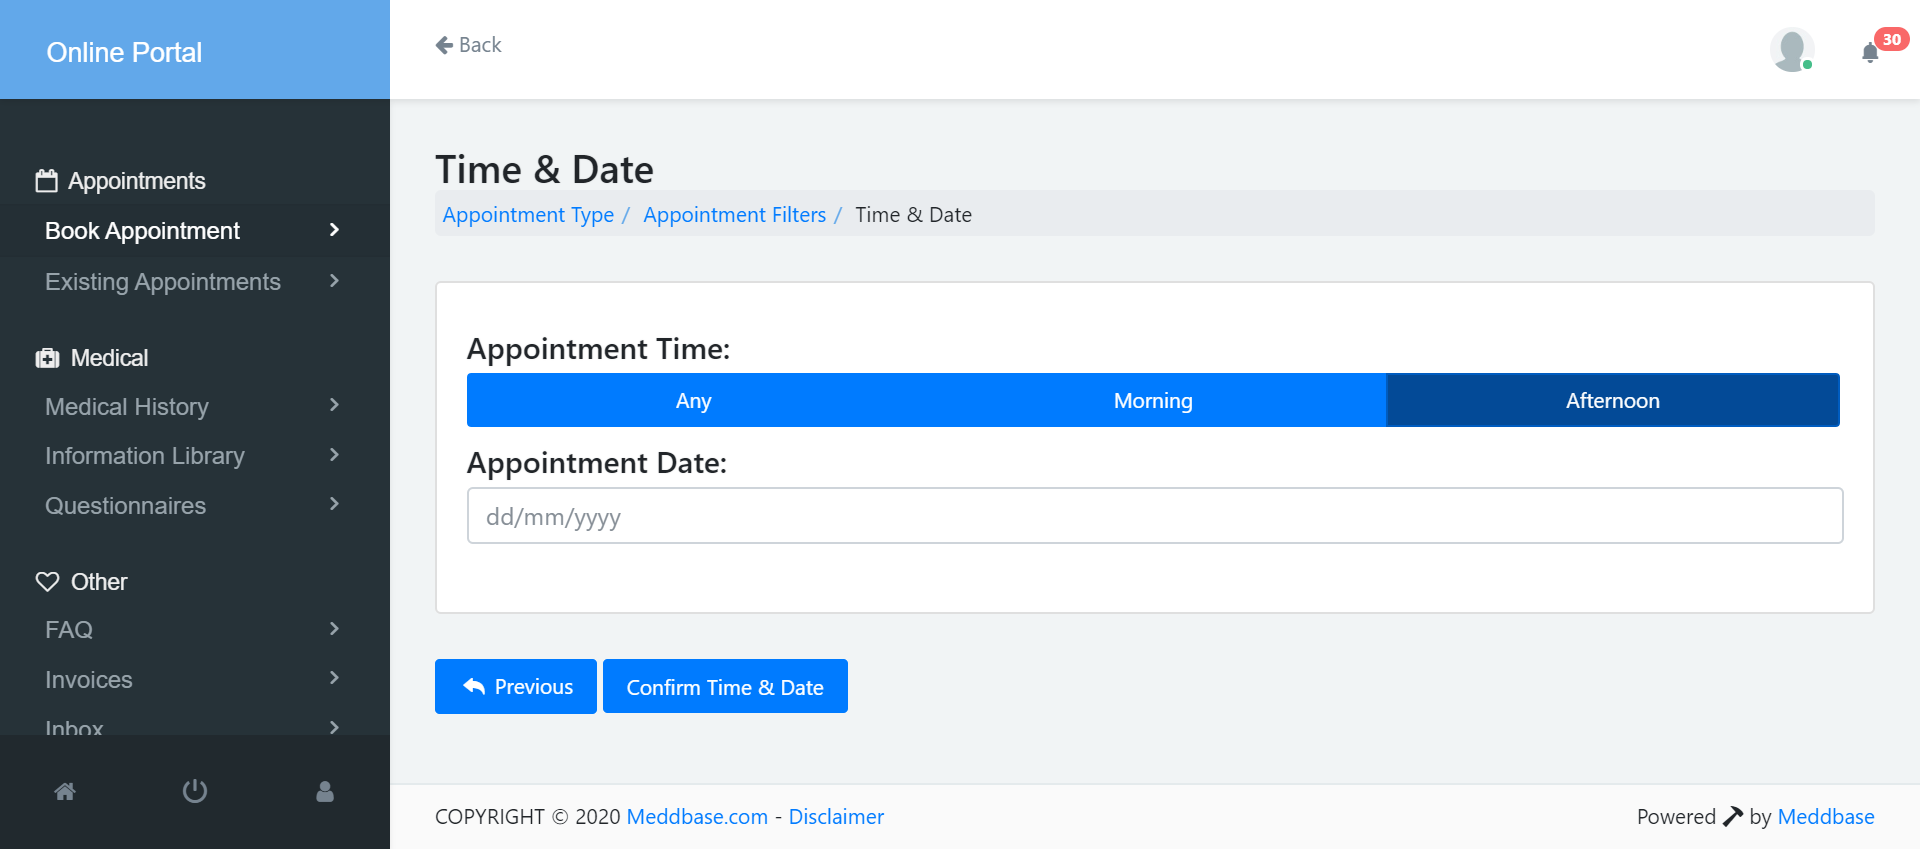 Online Portal
Back
30
Appointments
Book Appointment
Existing Appointments
Medical
Medical History
Information Library
Questionnaires
Other
FAQ
Invoices
Inbox
Time & Date
Appointment Type / Appointment Filters / Time & Date
Appointment Time:
Any Morning Afternoon
Appointment Date:
dd/mm/yyyy
Previous Confirm Time & Date
COPYRIGHT © 2020 Meddbase.com - Disclaimer
Powered by Meddbase